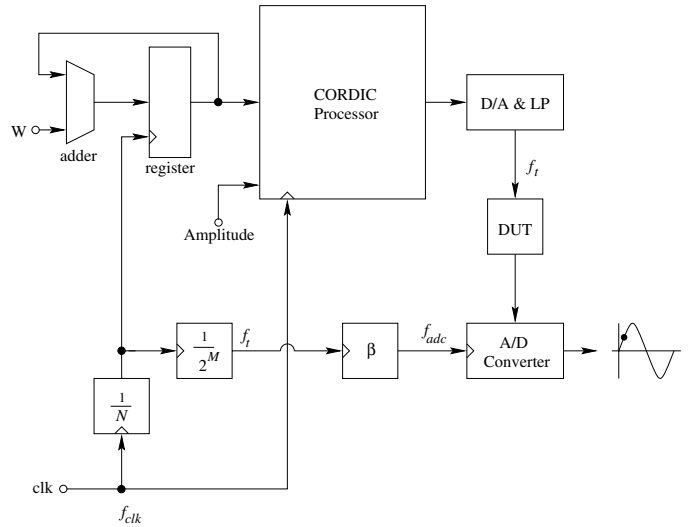 CORDIC
Processor
D/A & LP
W
adder
register
f_t
Amplitude
DUT
1
2^M
f_t
β
f_adc
A/D
Converter
1
N
clk
f_clk